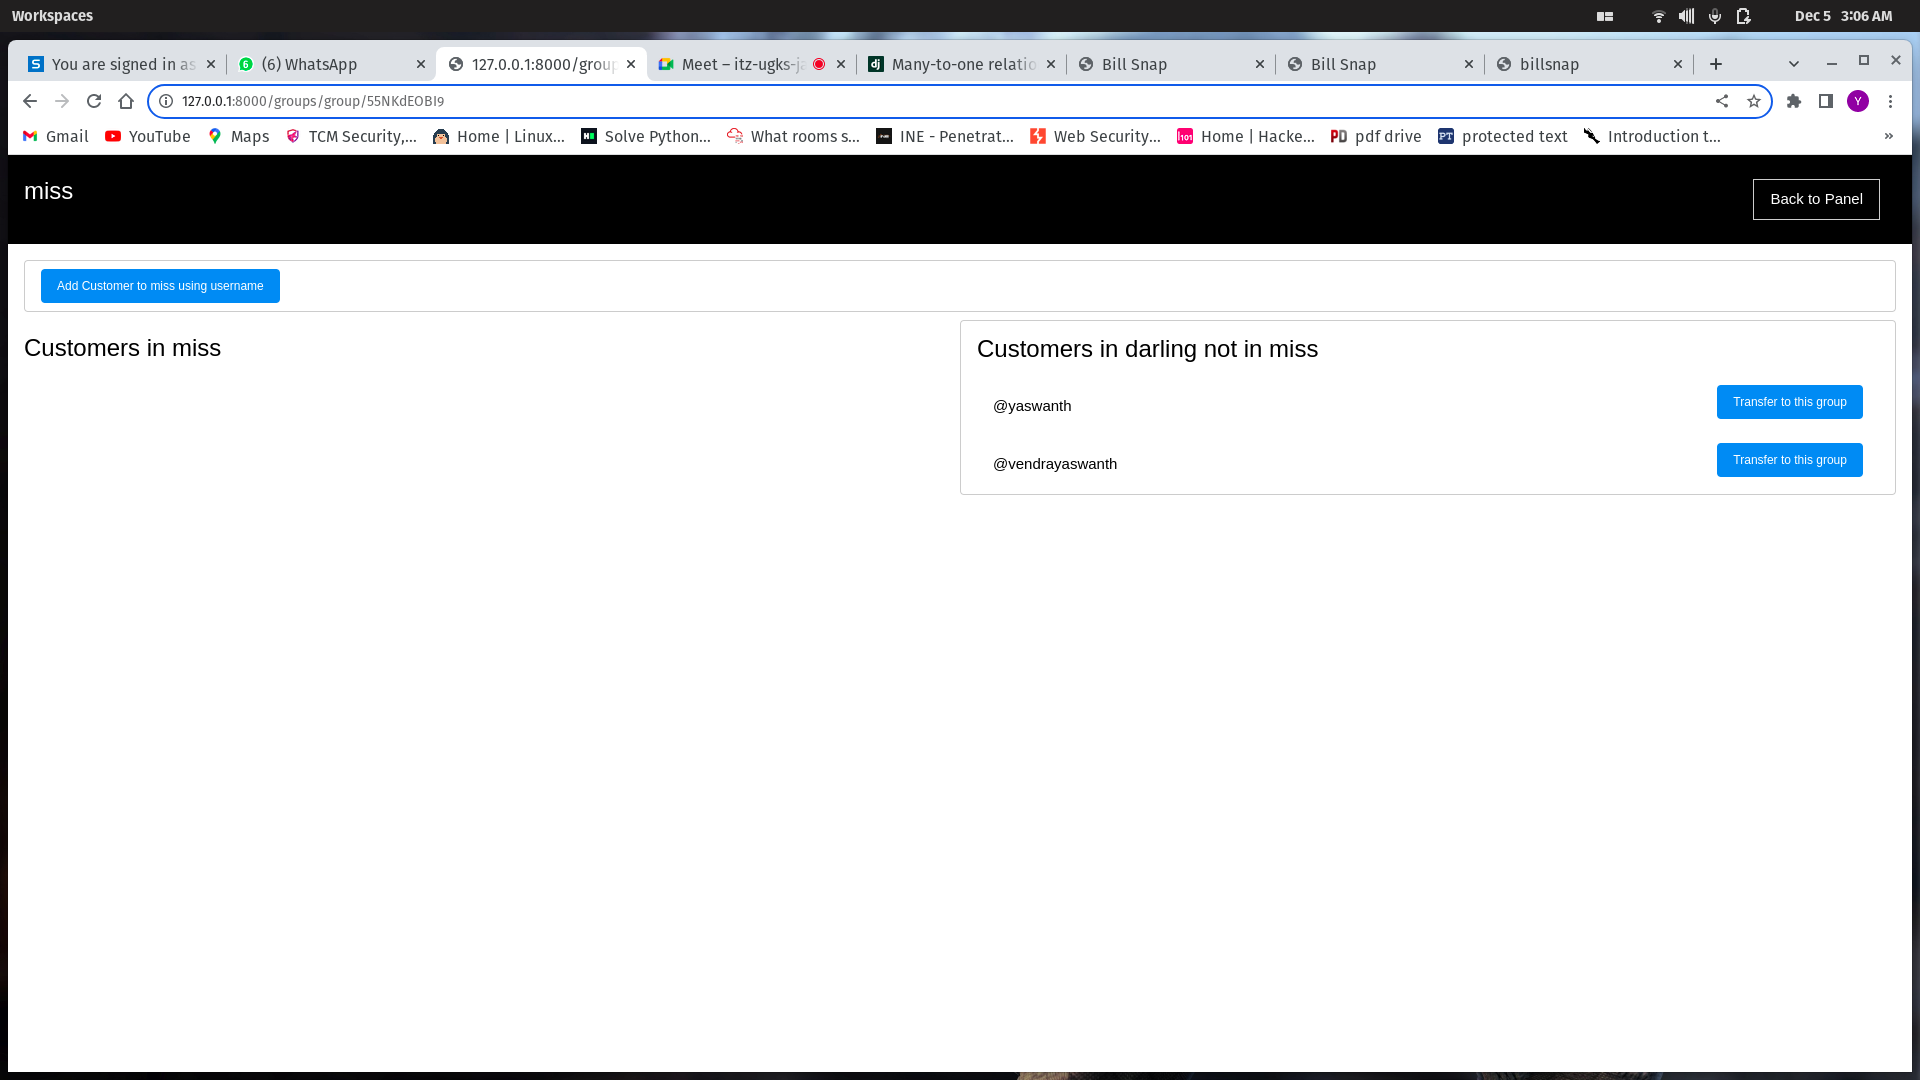 Workspaces
Dec 5 3:06 AM
You are signed in as
(6) WhatsApp
127.0.0.1:8000/group
Meet – itz-ugks-ja
Many-to-one relatio
Bill Snap
Bill Snap
billsnap
127.0.0.1:8000/groups/group/55NKdEOBI9
Y
Gmail
YouTube
Maps
TCM Security,...
Home | Linux...
Solve Python...
What rooms s...
INE - Penetrat...
Web Security...
Home | Hacke...
pdf drive
protected text
Introduction t...
»
miss
Back to Panel
Add Customer to miss using username
Customers in miss
Customers in darling not in miss
@yaswanth
Transfer to this group
@vendrayaswanth
Transfer to this group